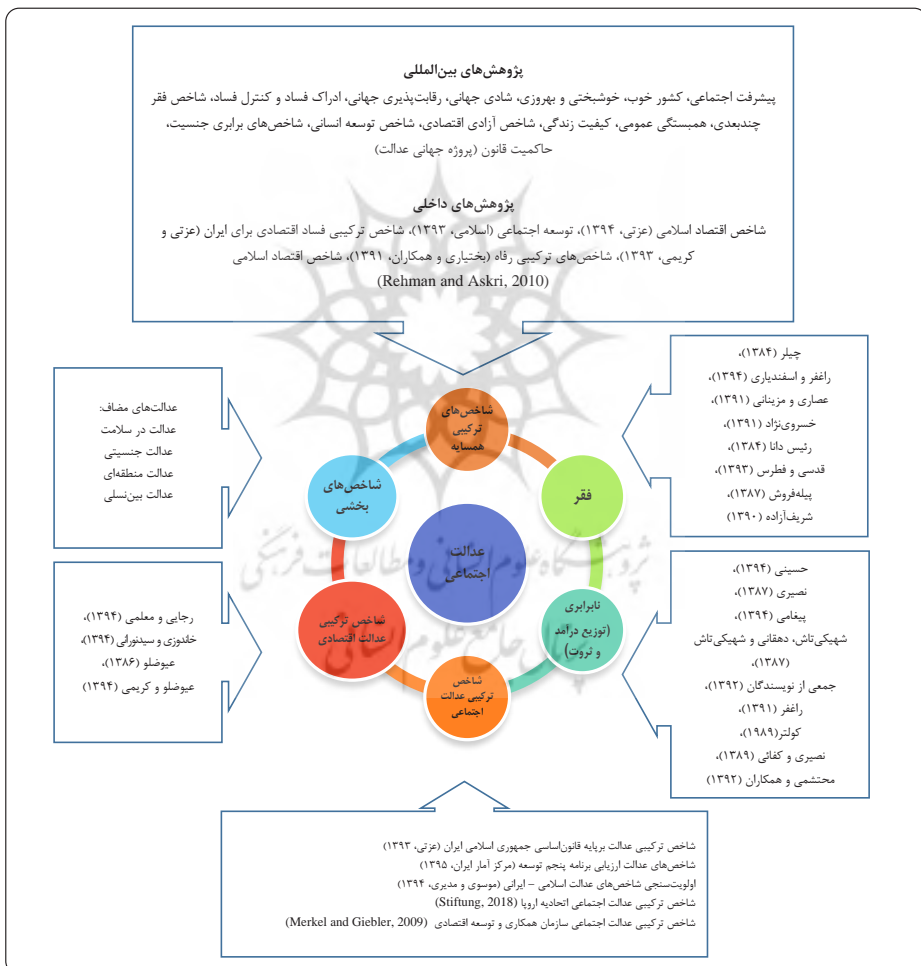 پژوهش‌های بین‌المللی
پیشرفت اجتماعی، کشور خوب، خوشبختی و بهروزی، شادی جهانی، رقابت‌پذیری جهانی، ادراک فساد و کنترل فساد، شاخص فقر
چندبعدی، همبستگی عمومی، کیفیت زندگی، شاخص آزادی اقتصادی، شاخص توسعه انسانی، شاخص‌های برابری جنسیت،
حاکمیت قانون (پروژه جهانی عدالت)
پژوهش‌های داخلی
شاخص اقتصاد اسلامی (عزتی، ۱۳۹۴)، توسعه اجتماعی (اسلامی، ۱۳۹۳)، شاخص ترکیبی فساد اقتصادی برای ایران (عزتی و
کریمی، ۱۳۹۳)، شاخص‌های ترکیبی رفاه (بختیاری و همکاران، ۱۳۹۱)، شاخص اقتصاد اسلامی
(Rehman and Askri, 2010)
چیلر (۱۳۸۴)،
راغفر و اسفندیاری (۱۳۹۴)،
عصاری و مزینانی (۱۳۹۱)،
خسروی‌نژاد (۱۳۹۱)،
رئیس دانا (۱۳۸۴)،
قدسی و فطرس (۱۳۹۳)،
پیله‌فروش (۱۳۸۷)،
شریف‌آزاده (۱۳۹۰)
عدالت‌های مضاف:
عدالت در سلامت
عدالت جنسیتی
عدالت منطقه‌ای
عدالت بین‌نسلی
شاخص‌های
ترکیبی
همسایه
فقر
شاخص‌های
بخشی
عدالت
اجتماعی
نابرابری
(توزیع درآمد
و ثروت)
شاخص ترکیبی
عدالت اقتصادی
شاخص
ترکیبی عدالت
اجتماعی
پژوهشگاه علوم انسانی و مطالعات فرهنگی
پرتال جامع علوم انسانی
حسینی (۱۳۹۴)،
نصیری (۱۳۸۷)،
پیغامی (۱۳۹۴)،
شهیکی‌تاش، دهقانی و شهیکی‌تاش
(۱۳۸۷)،
جمعی از نویسندگان (۱۳۹۲)،
راغفر (۱۳۹۱)،
کولتر(۱۹۸۹)،
نصیری و کفائی (۱۳۸۹)،
محتشمی و همکاران (۱۳۹۲)
رجایی و معلمی (۱۳۹۴)،
خاندوزی و سیدنورانی (۱۳۹۴)،
عیوضلو (۱۳۸۶)،
عیوضلو و کریمی (۱۳۹۴)
شاخص ترکیبی عدالت برپایه قانون‌اساسی جمهوری اسلامی ایران (عزتی، ۱۳۹۳)
شاخص‌های عدالت ارزیابی برنامه پنجم توسعه (مرکز آمار ایران، ۱۳۹۵)
اولویت‌سنجی شاخص‌های عدالت اسلامی – ایرانی (موسوی و مدیری، ۱۳۹۴)
شاخص ترکیبی عدالت اجتماعی اتحادیه اروپا (Stiftung, 2018)
شاخص ترکیبی عدالت اجتماعی سازمان همکاری و توسعه اقتصادی (Merkel and Giebler, 2009)